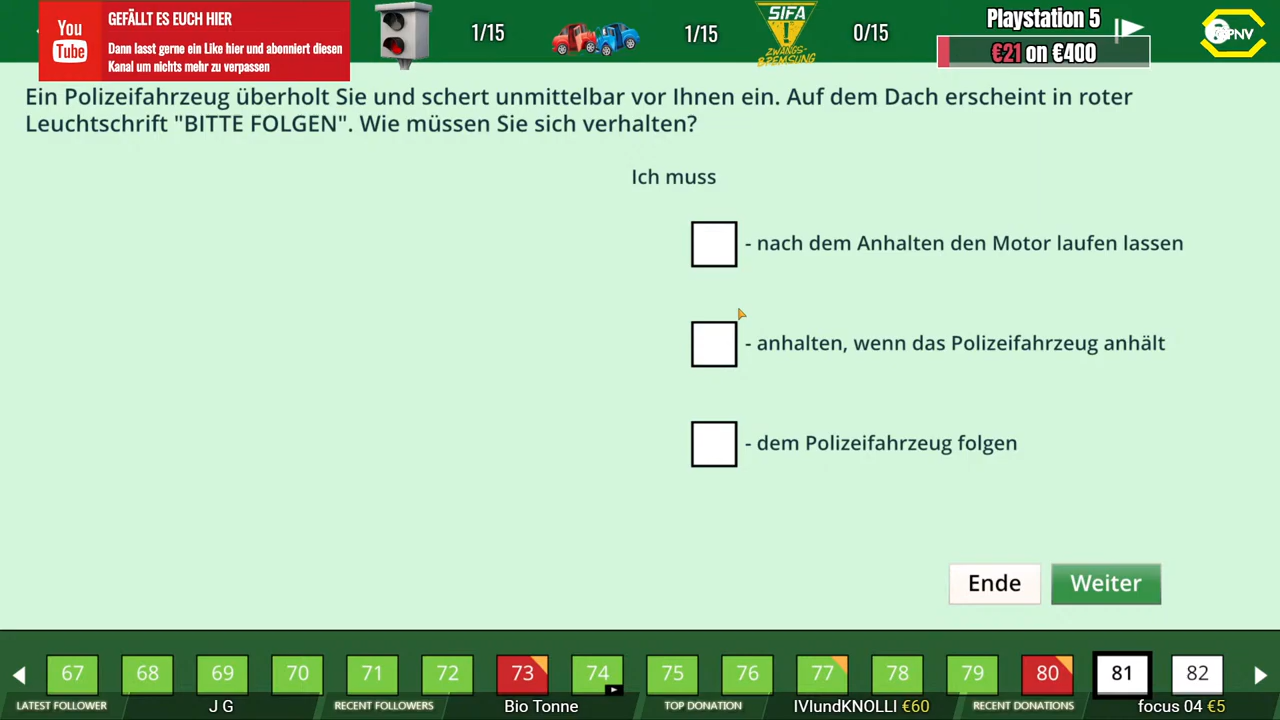 You
Tube
GEFÄLLT ES EUCH HIER
Dann lasst gerne ein Like hier und abonniert diesen
Kanal um nichts mehr zu verpassen
1/15
1/15
SIFA
ZWANGS-
BREMSUNG
0/15
Playstation 5
€21 on €400
ÖPNV
Ein Polizeifahrzeug überholt Sie und schert unmittelbar vor Ihnen ein. Auf dem Dach erscheint in roter
Leuchtschrift "BITTE FOLGEN". Wie müssen Sie sich verhalten?
Ich muss
- nach dem Anhalten den Motor laufen lassen
- anhalten, wenn das Polizeifahrzeug anhält
- dem Polizeifahrzeug folgen
Ende Weiter
67 68 69 70 71 72 73 74 75 76 77 78 79 80 81 82
LATEST FOLLOWER J G RECENT FOLLOWERS Bio Tonne TOP DONATION IVIundKNOLLI €60 RECENT DONATIONS focus 04 €5